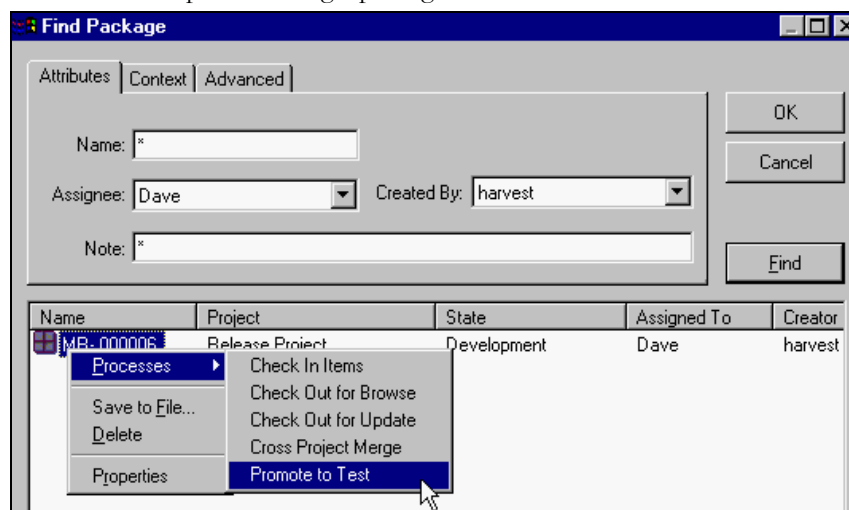 Find Package
Attributes Context Advanced
OK
Name: *
Cancel
Assignee: Dave Created By: harvest
Note: *
Find
Name Project State Assigned To Creator
MB-000006 Release Project Development Dave harvest
Processes
Save to File...
Delete
Properties
Check In Items
Check Out for Browse
Check Out for Update
Cross Project Merge
Promote to Test